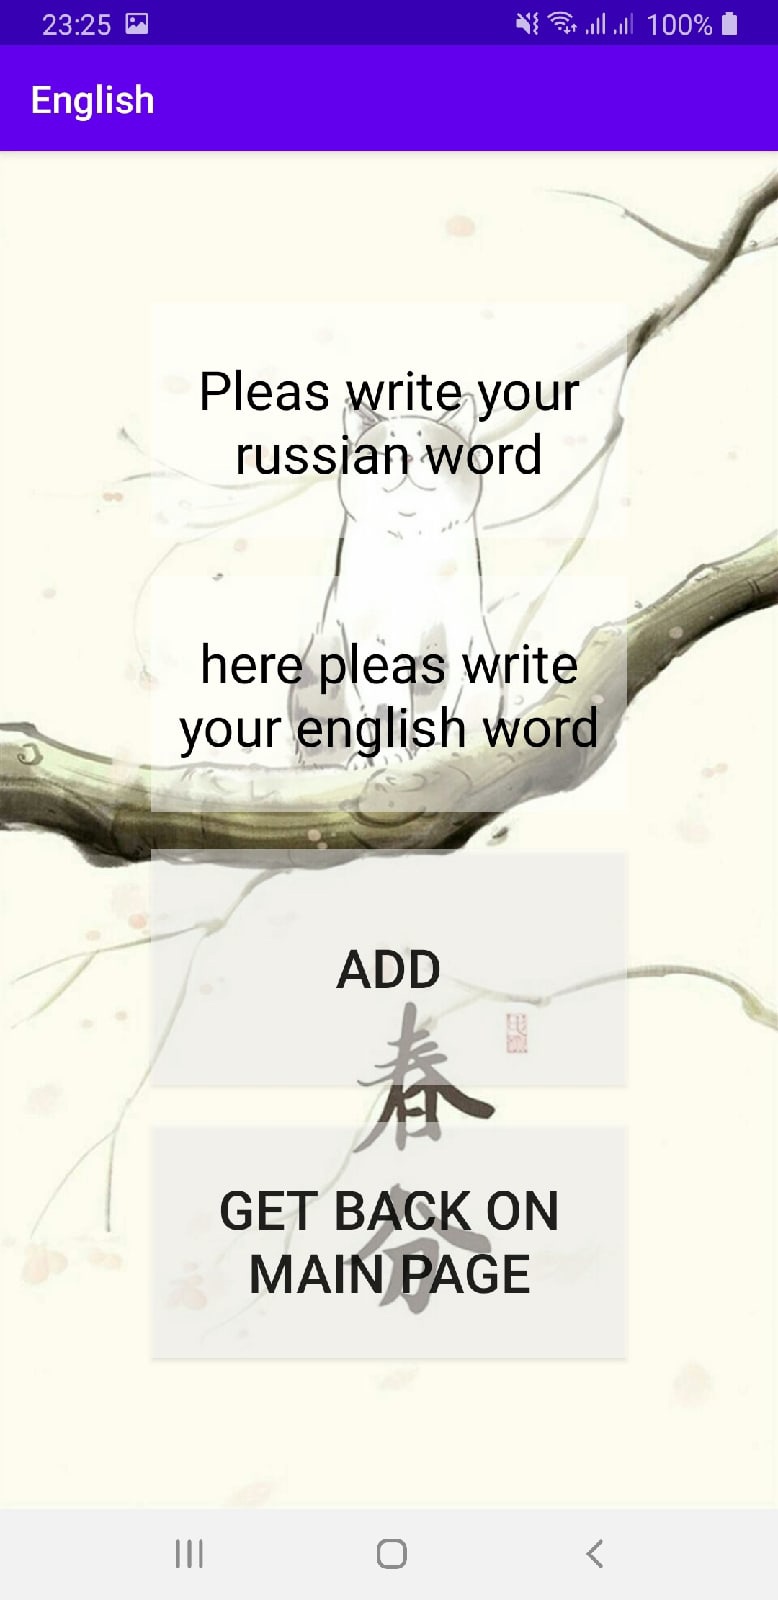 23:25 100%
English
Pleas write your
russian word
here pleas write
your english word
ADD
春
GET BACK ON
MAIN PAGE
分